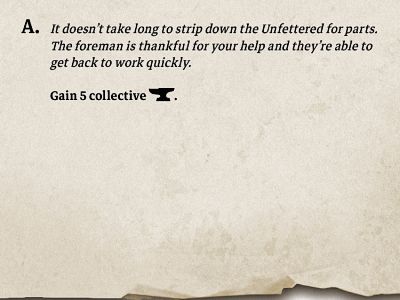 A. It doesn't take long to strip down the Unfettered for parts.
The foreman is thankful for your help and they're able to
get back to work quickly.
Gain 5 collective .